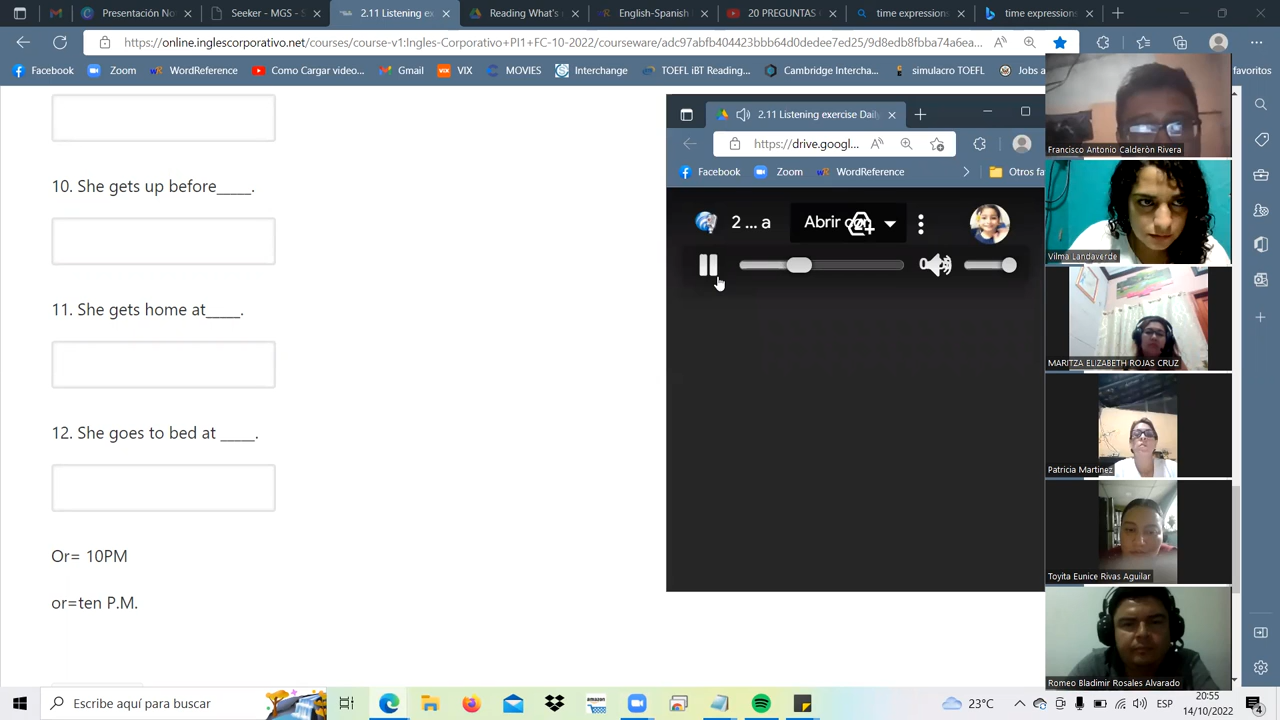 Presentación No
Seeker - MGS - S
2.11 Listening ex
Reading What's
English-Spanish
20 PREGUNTAS
time expressions
time expressions
https://online.inglescorporativo.net/courses/course-v1:Ingles-Corporativo+PI1+FC-10-2022/courseware/adc97abfb404423bbb64d0dedee7ed25/9d8edb8fbba74a6ea...
Facebook
Zoom
WordReference
Como Cargar video...
Gmail
VIX
MOVIES
Interchange
TOEFL iBT Reading...
Cambridge Intercha...
simulacro TOEFL
Jobs a
favoritos
10. She gets up before_____.
11. She gets home at_____.
12. She goes to bed at _____.
Or= 10PM
or=ten P.M.
2.11 Listening exercise Dail
https://drive.googl...
Facebook
Zoom
WordReference
Otros fa
2 ... a
Abrir
Francisco Antonio Calderón Rivera
Vilma Landaverde
MARITZA ELIZABETH ROJAS CRUZ
Patricia Martinez
Toyita Eunice Rivas Aguilar
Romeo Bladimir Rosales Alvarado
Escribe aquí para buscar
amazon
23°C
ESP
20:55
14/10/2022
4